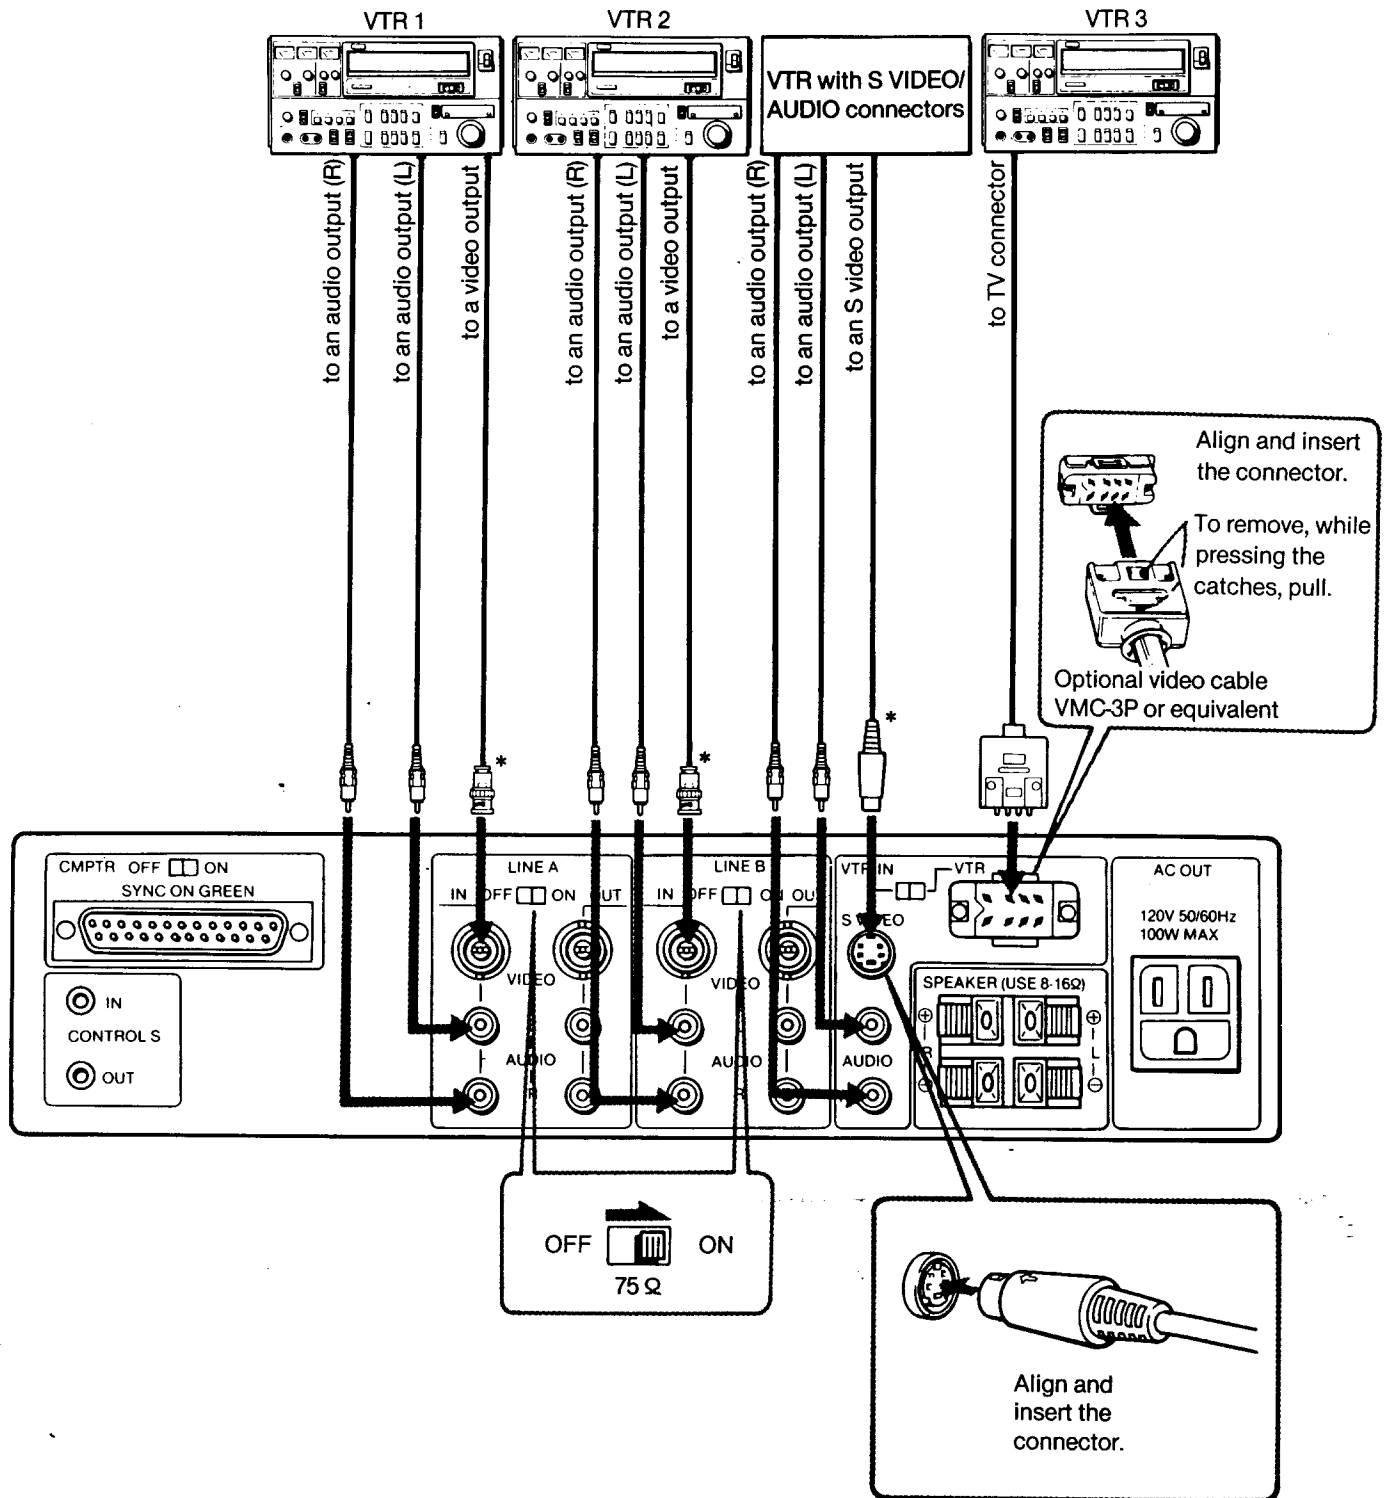 VTR 1
VTR 2
VTR 3
VTR with S VIDEO/
AUDIO connectors
to an audio output (R)
to an audio output (L)
to a video output
to an audio output (R)
to an audio output (L)
to a video output
to an audio output (R)
to an audio output (L)
to an S video output
to TV connector
Align and insert
the connector.
To remove, while
pressing the
catches, pull.
Optional video cable
VMC-3P or equivalent
*
*
*
CMPTR OFF ON
SYNC ON GREEN
IN
CONTROL S
OUT
LINE A
IN OFF ON OUT
VIDEO
AUDIO
R
LINE B
IN OFF ON OU
VIDEO
AUDIO
VTR IN
VTR
S VIDEO
AUDIO
SPEAKER (USE 8-16Ω)
⊕ ⊕
R L
⊖ ⊖
AC OUT
120V 50/60Hz
100W MAX
OFF ON
75 Ω
Align and
insert the
connector.